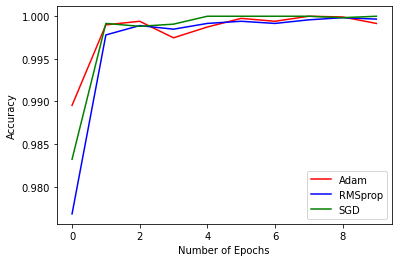 1.000
0.995
0.990
0.985
0.980
Accuracy
Adam
RMSprop
SGD
0 2 4 6 8
Number of Epochs